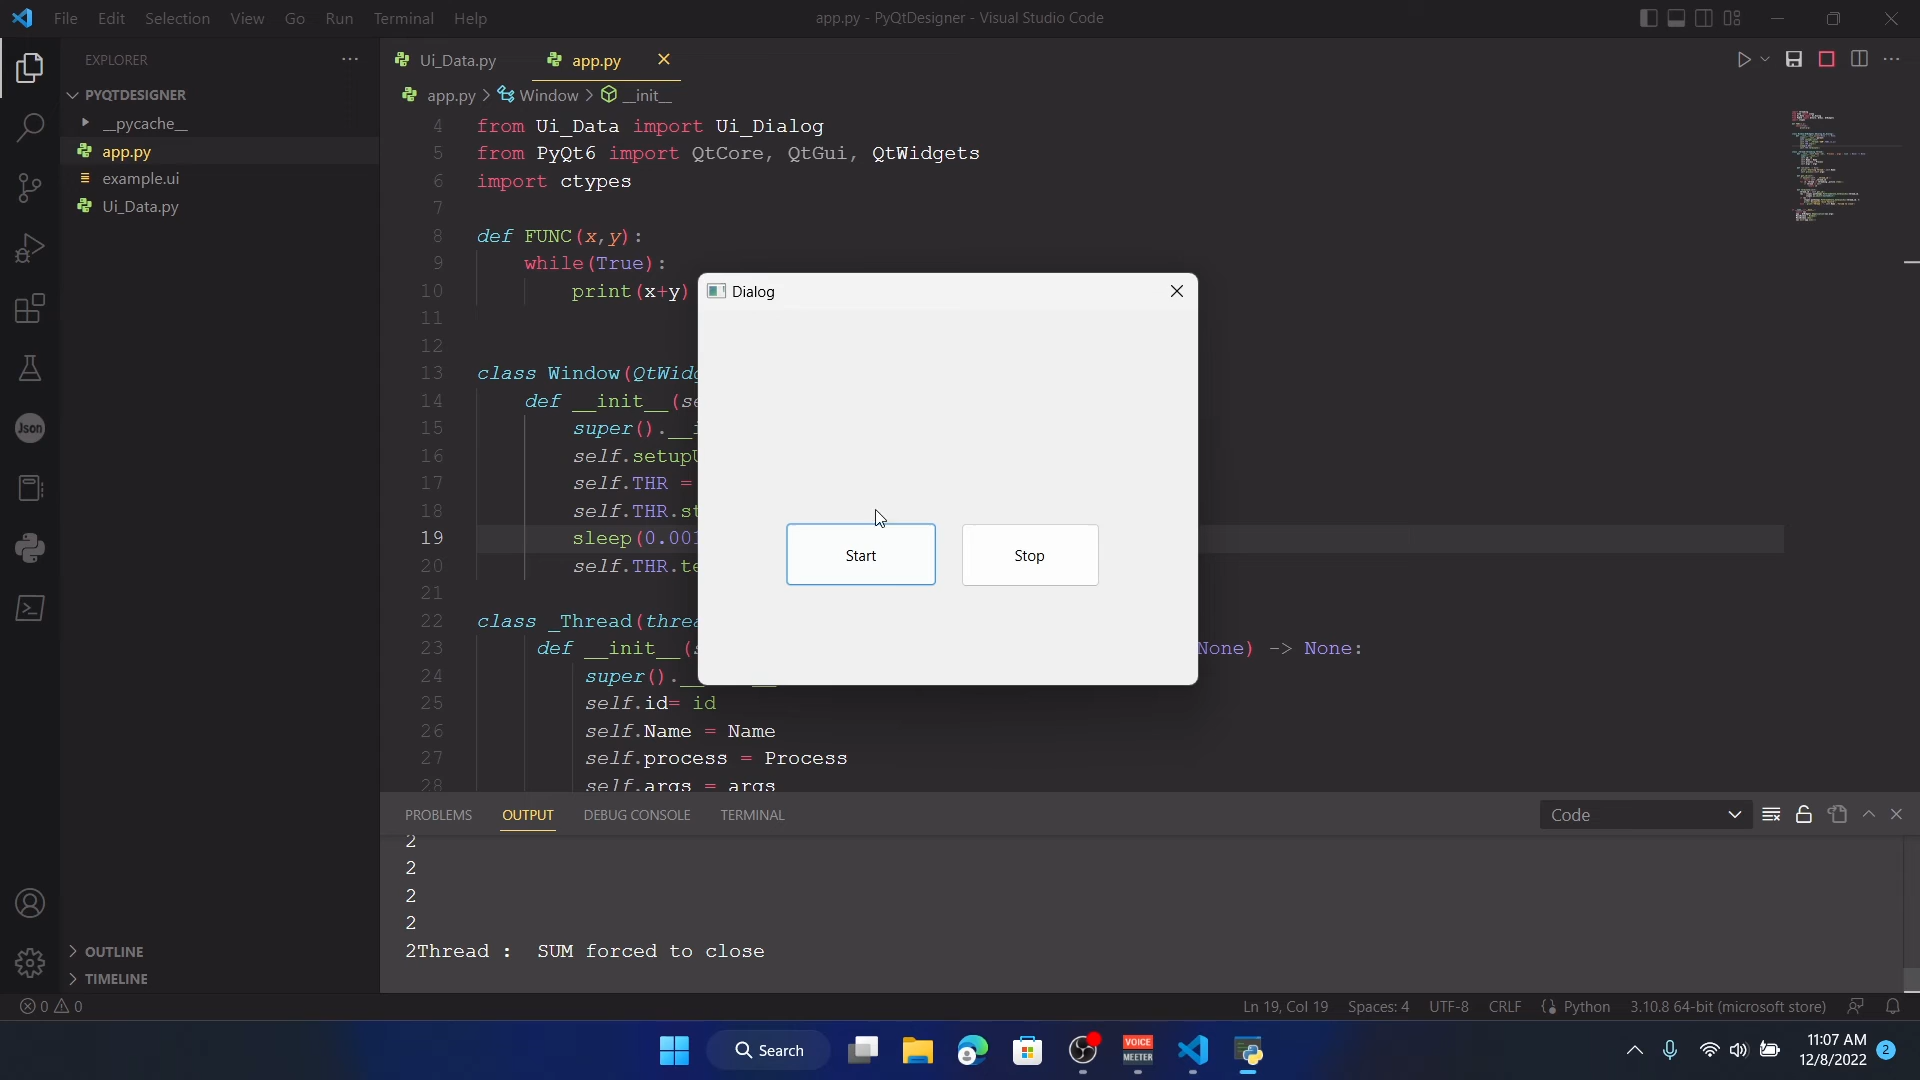 File Edit Selection View Go Run Terminal Help
app.py - PyQtDesigner - Visual Studio Code
EXPLORER
PYQTDESIGNER
__pycache__
app.py
example.ui
Ui_Data.py
OUTLINE
TIMELINE
Json
Ui_Data.py
app.py
app.py > Window > __init__
4 from Ui_Data import Ui_Dialog
5 from PyQt6 import QtCore, QtGui, QtWidgets
6 import ctypes
7
8 def FUNC(x,y):
9 while(True):
10 print(x+y)
11
12
13 class Window(QtWidg
14 def __init__(se
15 super().__i
16 self.setupU
17 self.THR =
18 self.THR.st
19 sleep(0.001
20 self.THR.te
21
22 class _Thread(threa
23 def __init__(s None) -> None:
24 super().__
25 self.id= id
26 self.Name = Name
27 self.process = Process
28 self.args = args
Dialog
Start
Stop
PROBLEMS OUTPUT DEBUG CONSOLE TERMINAL
Code
2
2
2
2
2Thread :  SUM forced to close
0 0
Ln 19, Col 19 Spaces: 4 UTF-8 CRLF Python 3.10.8 64-bit (microsoft store)
Search
VOICE
MEETER
11:07 AM
12/8/2022
2